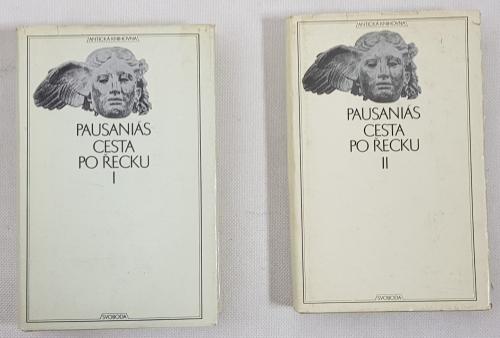 ANTICKÁ KNIHOVNA
PAUSANIÁS
CESTA
PO ŘECKU
I
SVOBODA
ANTICKÁ KNIHOVNA
PAUSANIÁS
CESTA
PO ŘECKU
II
SVOBODA